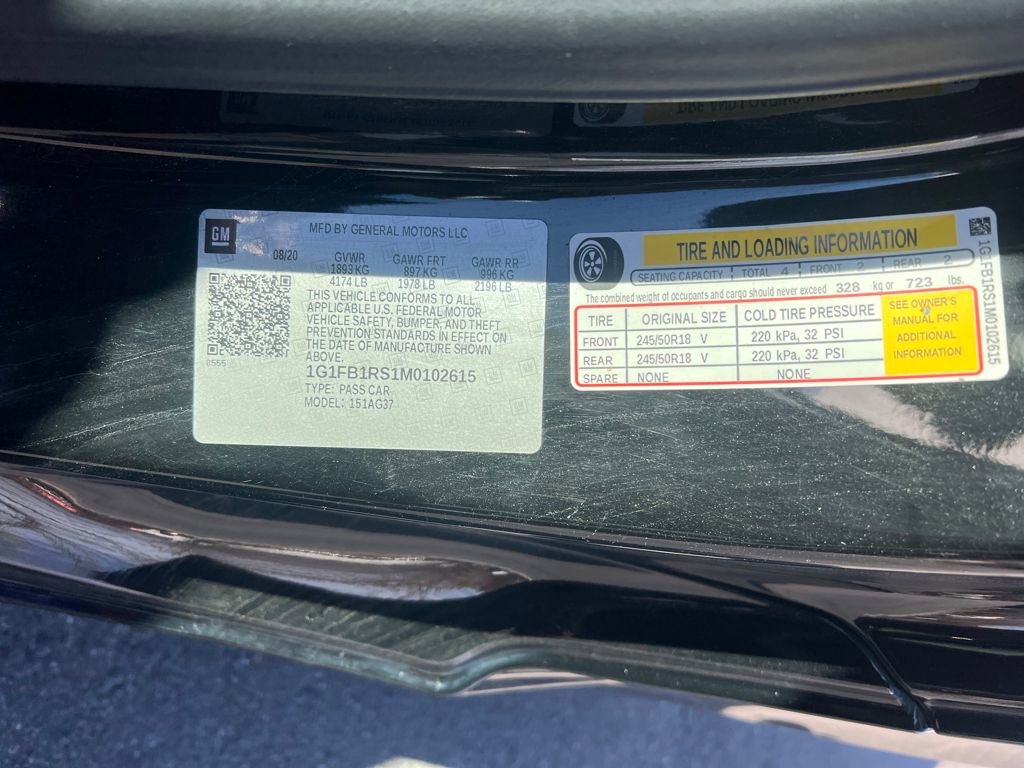 GM
MFD BY GENERAL MOTORS LLC
08/20
GVWR GAWR FRT GAWR RR
1893 KG 897 KG 996 KG
4174 LB 1978 LB 2196 LB
THIS VEHICLE CONFORMS TO ALL
APPLICABLE U.S. FEDERAL MOTOR
VEHICLE SAFETY, BUMPER, AND THEFT
PREVENTION STANDARDS IN EFFECT ON
THE DATE OF MANUFACTURE SHOWN
ABOVE.
8555
1G1FB1RS1M0102615
TYPE: PASS CAR
MODEL: 151AG37
TIRE AND LOADING INFORMATION
SEATING CAPACITY TOTAL 4 FRONT 2 REAR 2
The combined weight of occupants and cargo should never exceed 328 kg or 723 lbs.
TIRE ORIGINAL SIZE COLD TIRE PRESSURE
FRONT 245/50R18 V 220 kPa, 32 PSI
REAR 245/50R18 V 220 kPa, 32 PSI
SPARE NONE NONE
SEE OWNER'S
MANUAL FOR
ADDITIONAL
INFORMATION
1G1FB1RS1M0102615